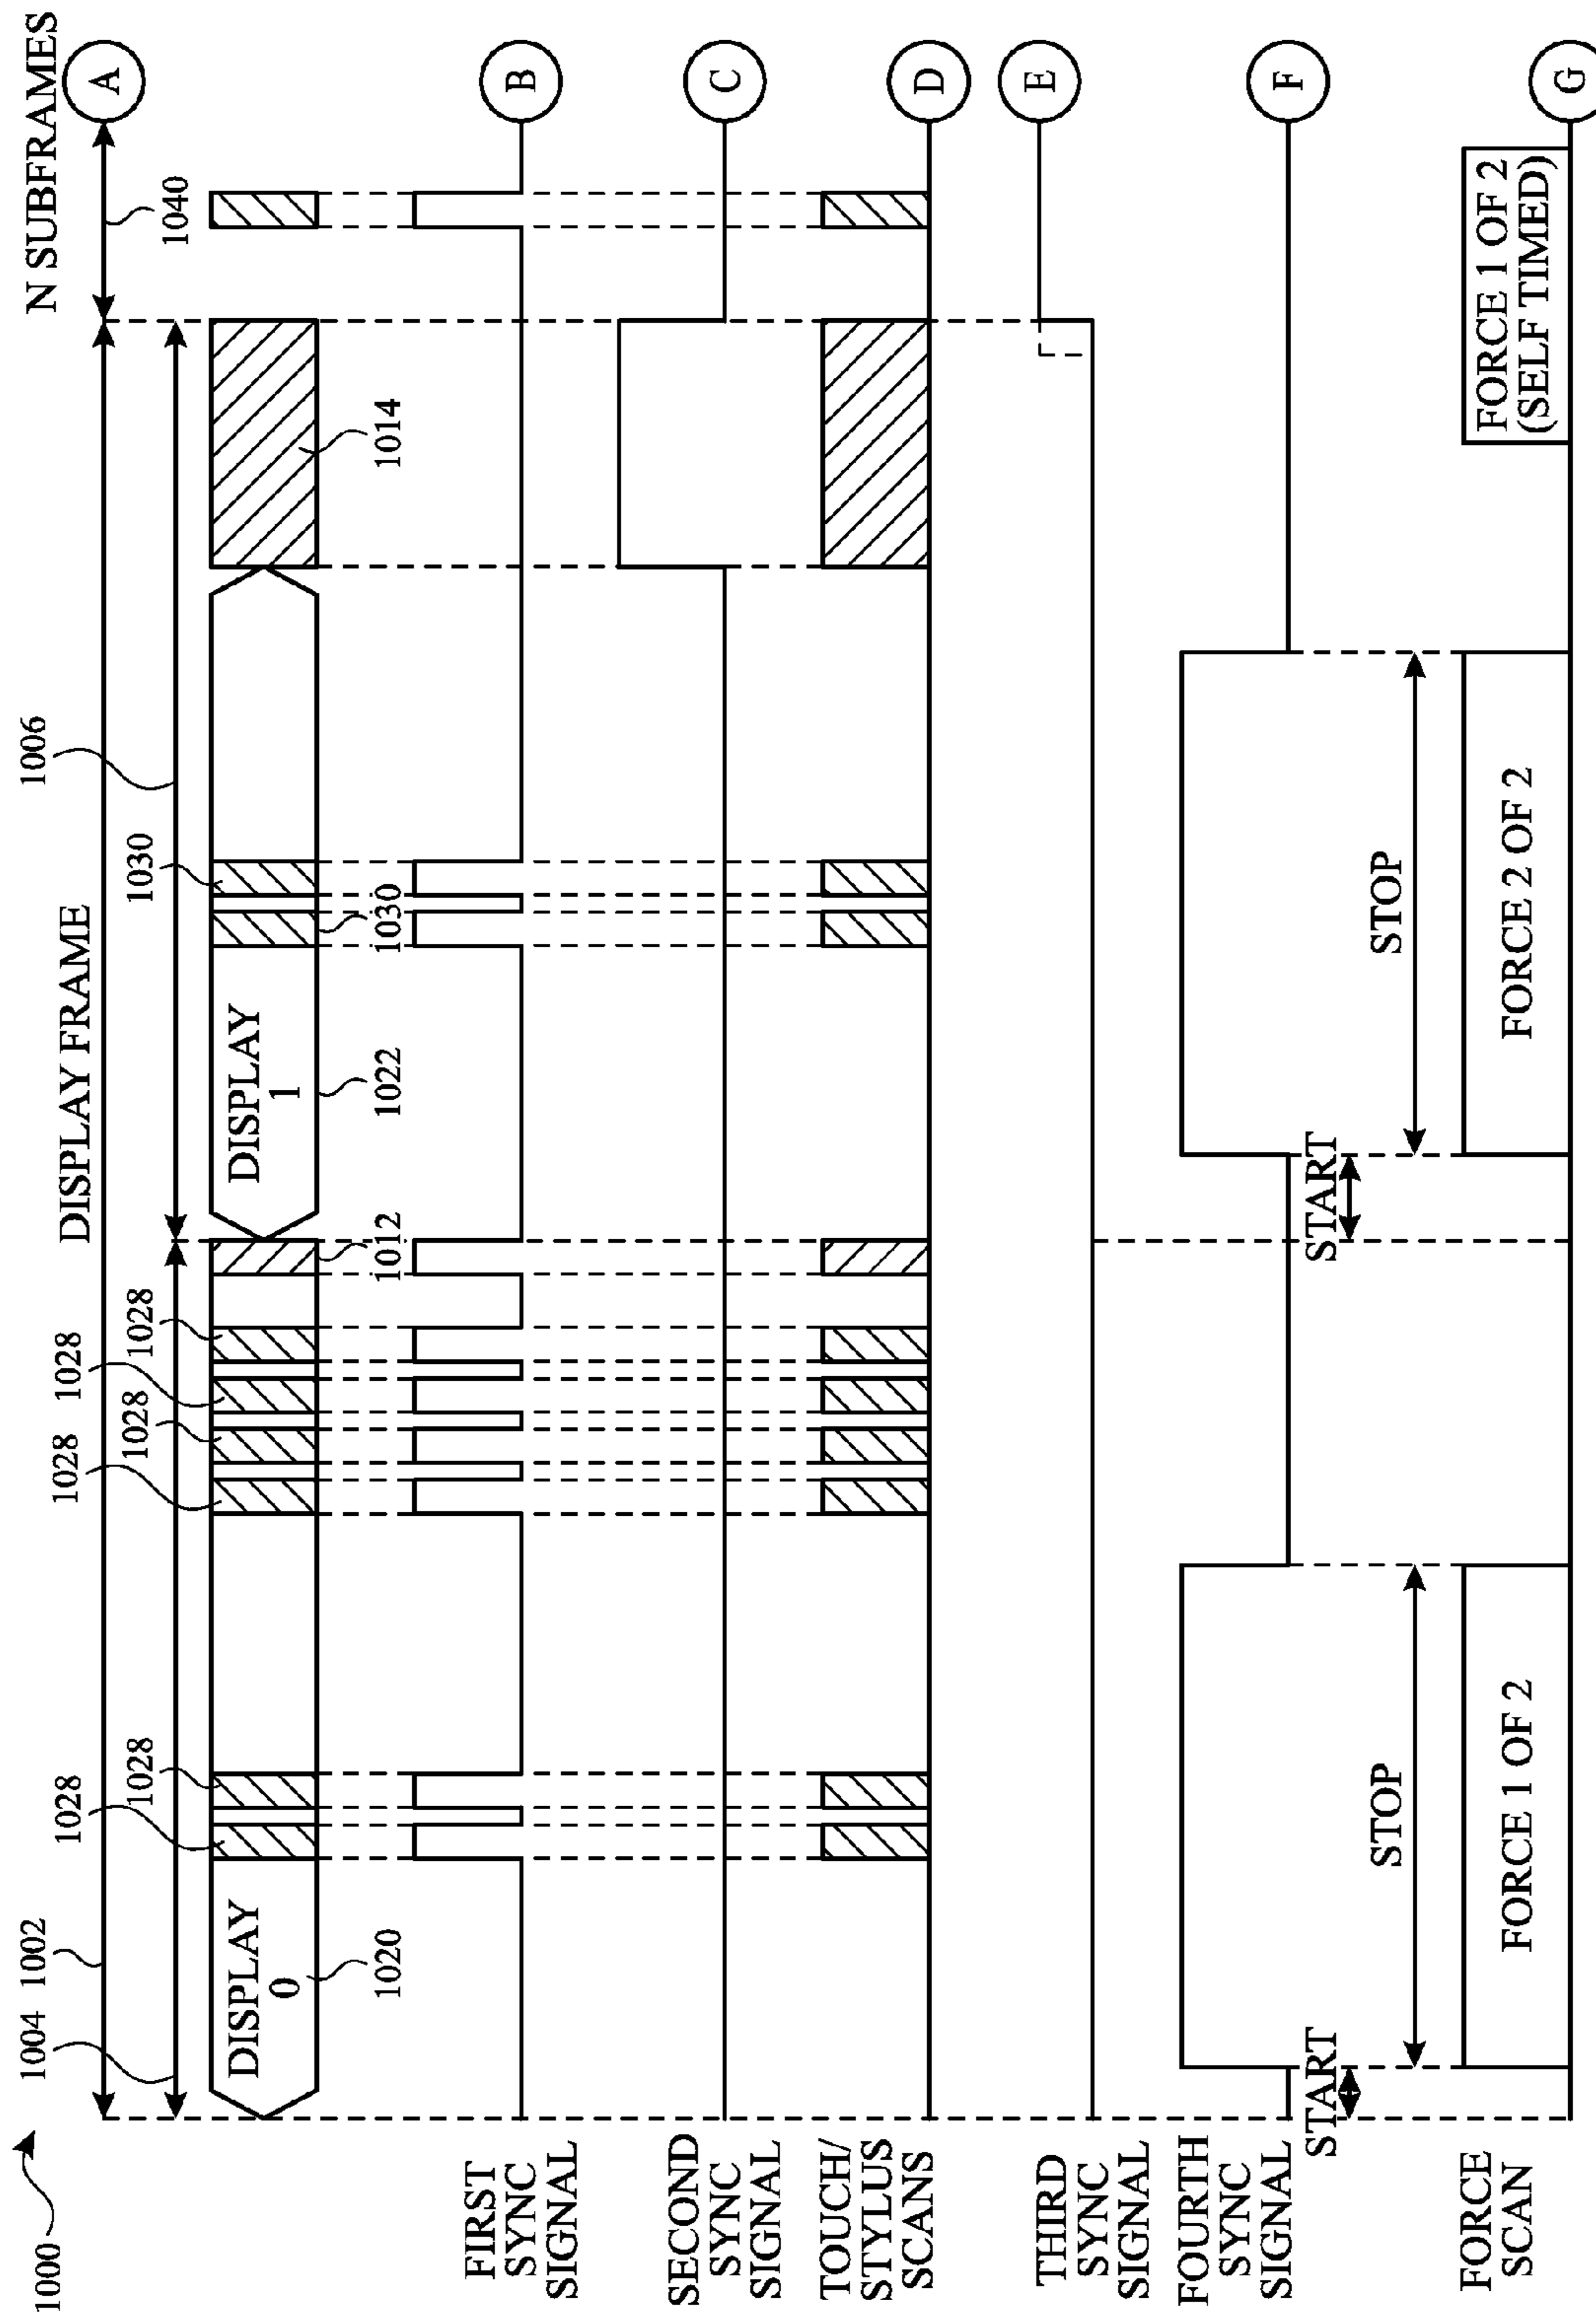 1000
1004
1002
DISPLAY FRAME
1006
N SUBFRAMES
A
1028
1028
1028
1028
1028
1028
1030
1040
DISPLAY
0
DISPLAY
1
1020
1012
1022
1030
1014
FIRST
SYNC
SIGNAL
B
SECOND
SYNC
SIGNAL
C
TOUCH/
STYLUS
SCANS
D
THIRD
SYNC
SIGNAL
E
FOURTH
SYNC
SIGNAL
F
START
START
STOP
STOP
FORCE
SCAN
FORCE 1 OF 2
FORCE 2 OF 2
FORCE 1 OF 2
(SELF TIMED)
G